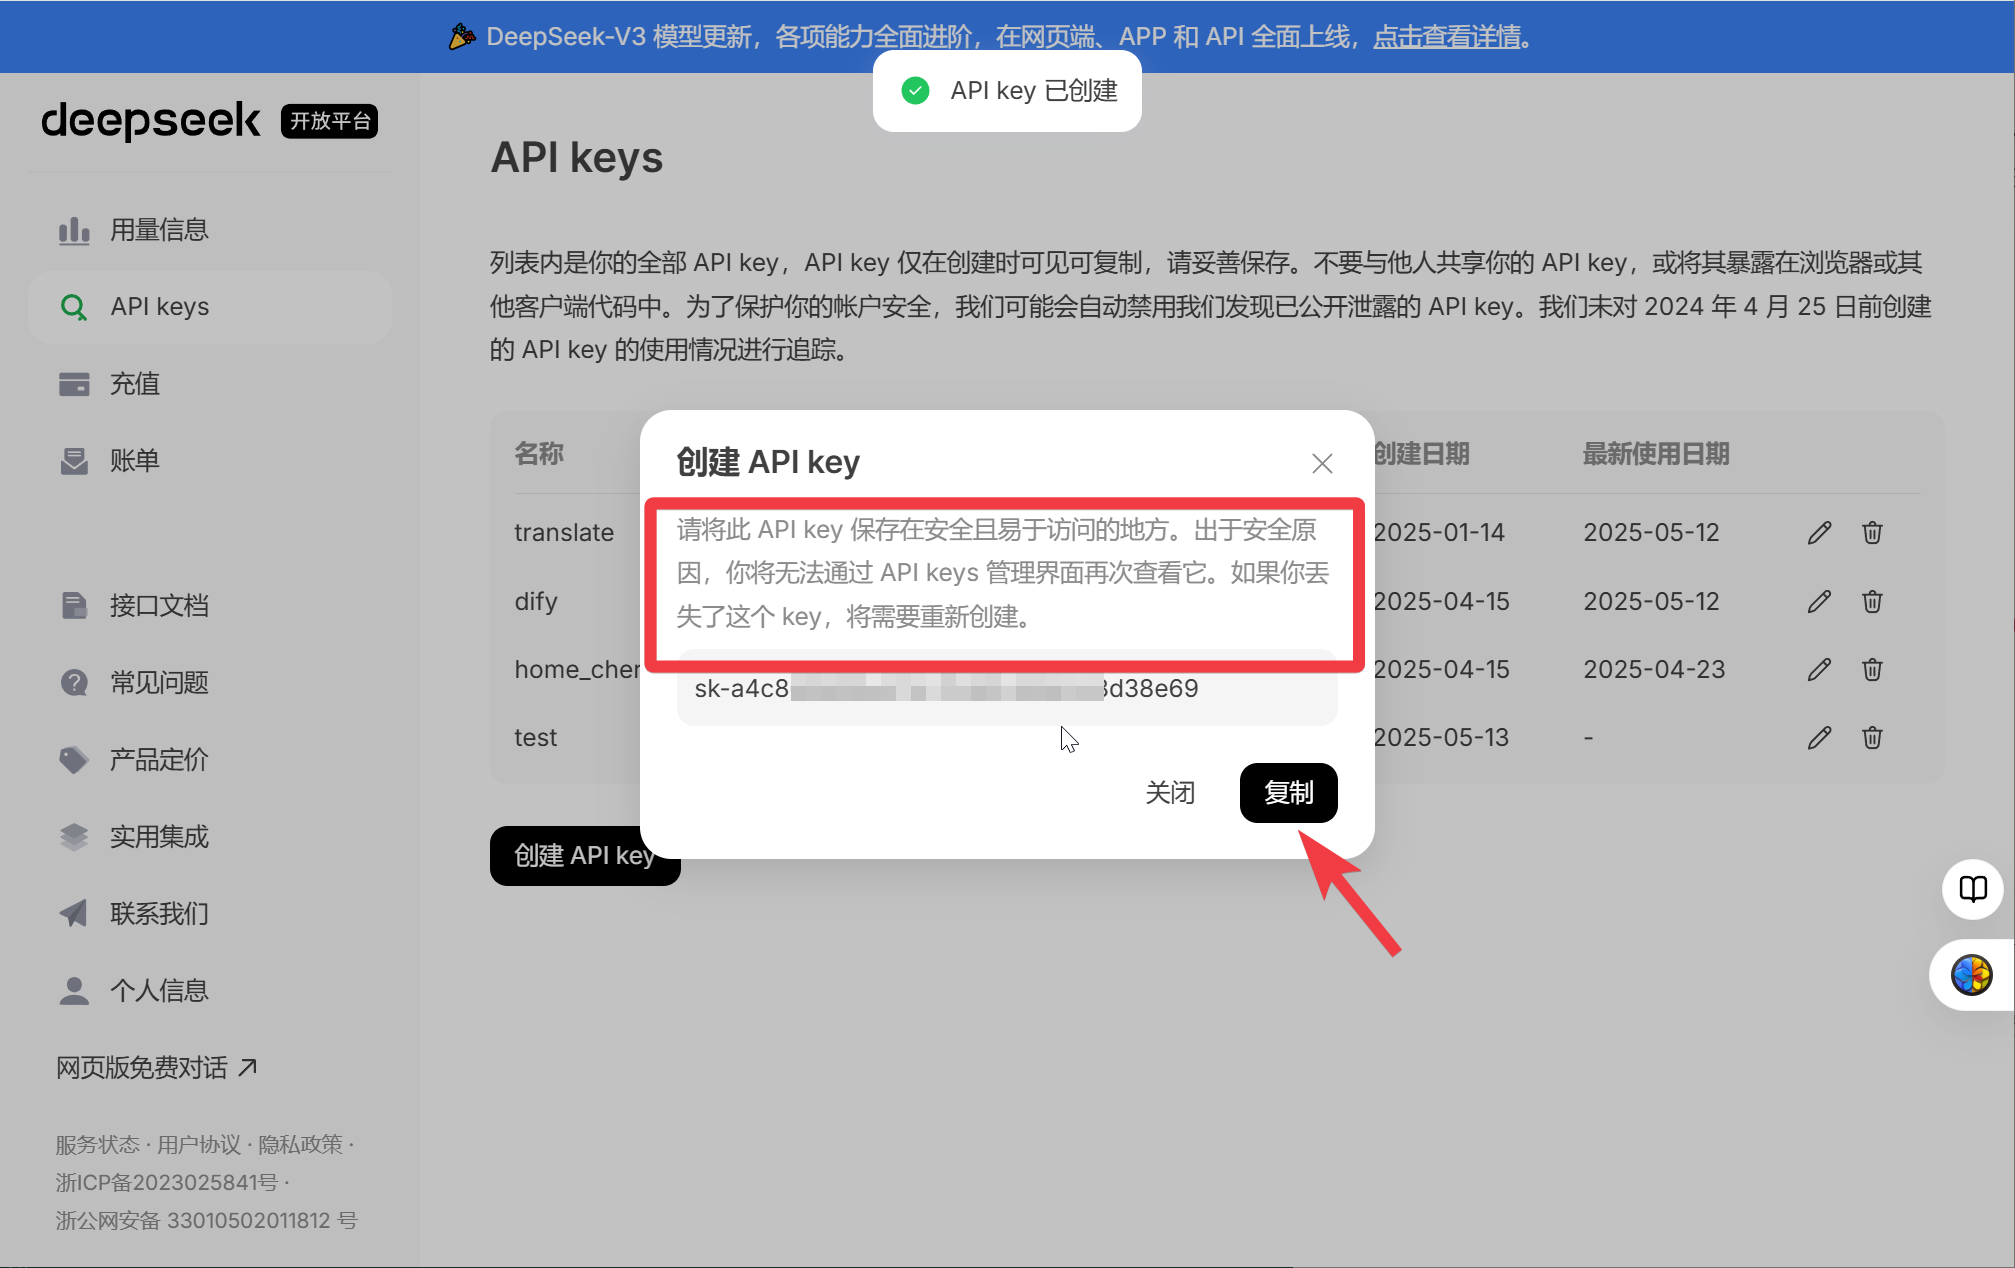 DeepSeek-V3 模型更新，各项能力全面进阶，在网页端、APP 和 API 全面上线，点击查看详情。
API key 已创建
deepseek 开放平台
用量信息
API keys
充值
账单
接口文档
常见问题
产品定价
实用集成
联系我们
个人信息
网页版免费对话
服务状态 · 用户协议 · 隐私政策 ·
浙ICP备2023025841号 ·
浙公网安备 33010502011812 号
API keys
列表内是你的全部 API key，API key 仅在创建时可见可复制，请妥善保存。不要与他人共享你的 API key，或将其暴露在浏览器或其
他客户端代码中。为了保护你的帐户安全，我们可能会自动禁用我们发现已公开泄露的 API key。我们未对 2024 年 4 月 25 日前创建
的 API key 的使用情况进行追踪。
名称 创建日期 最新使用日期
translate 2025-01-14 2025-05-12
dify 2025-04-15 2025-05-12
home_cher 2025-04-15 2025-04-23
test 2025-05-13 -
创建 API key
创建 API key
请将此 API key 保存在安全且易于访问的地方。出于安全原
因，你将无法通过 API keys 管理界面再次查看它。如果你丢
失了这个 key，将需要重新创建。
sk-a4c8 d38e69
关闭 复制